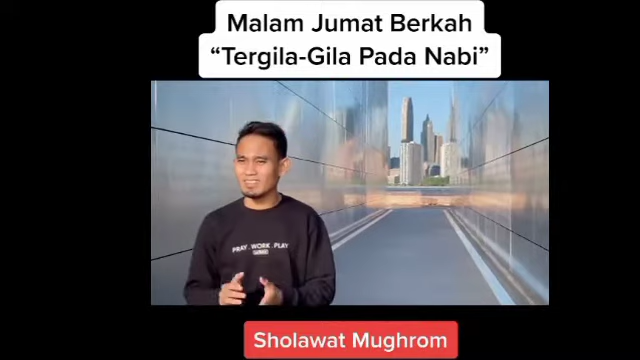 Malam Jumat Berkah
“Tergila-Gila Pada Nabi”
PRAY . WORK . PLAY
Sholawat Mughrom